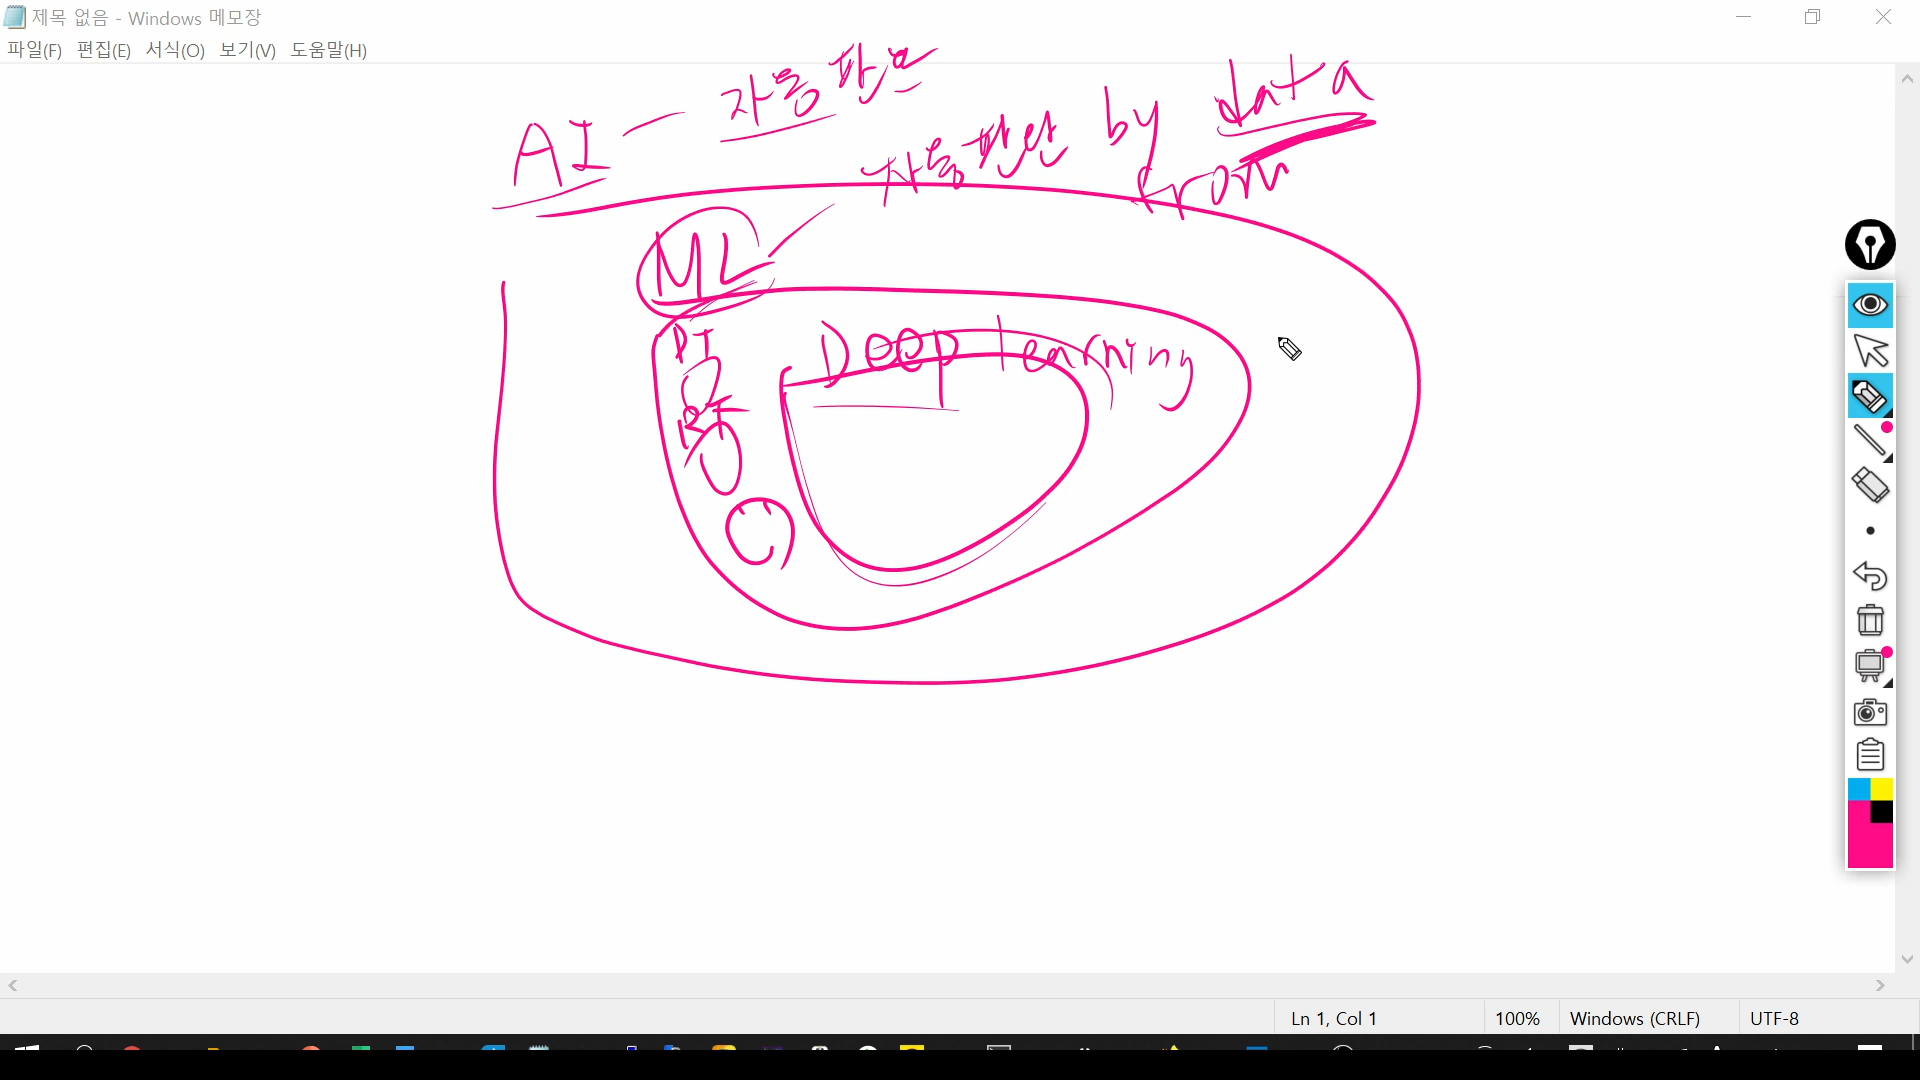 제목 없음 - Windows 메모장
파일(F) 편집(E) 서식(O) 보기(V) 도움말(H)
AI - 자동 판단
자동판단 by data
from
ML
DT
Deep learning
RF
Ln 1, Col 1 100% Windows (CRLF) UTF-8